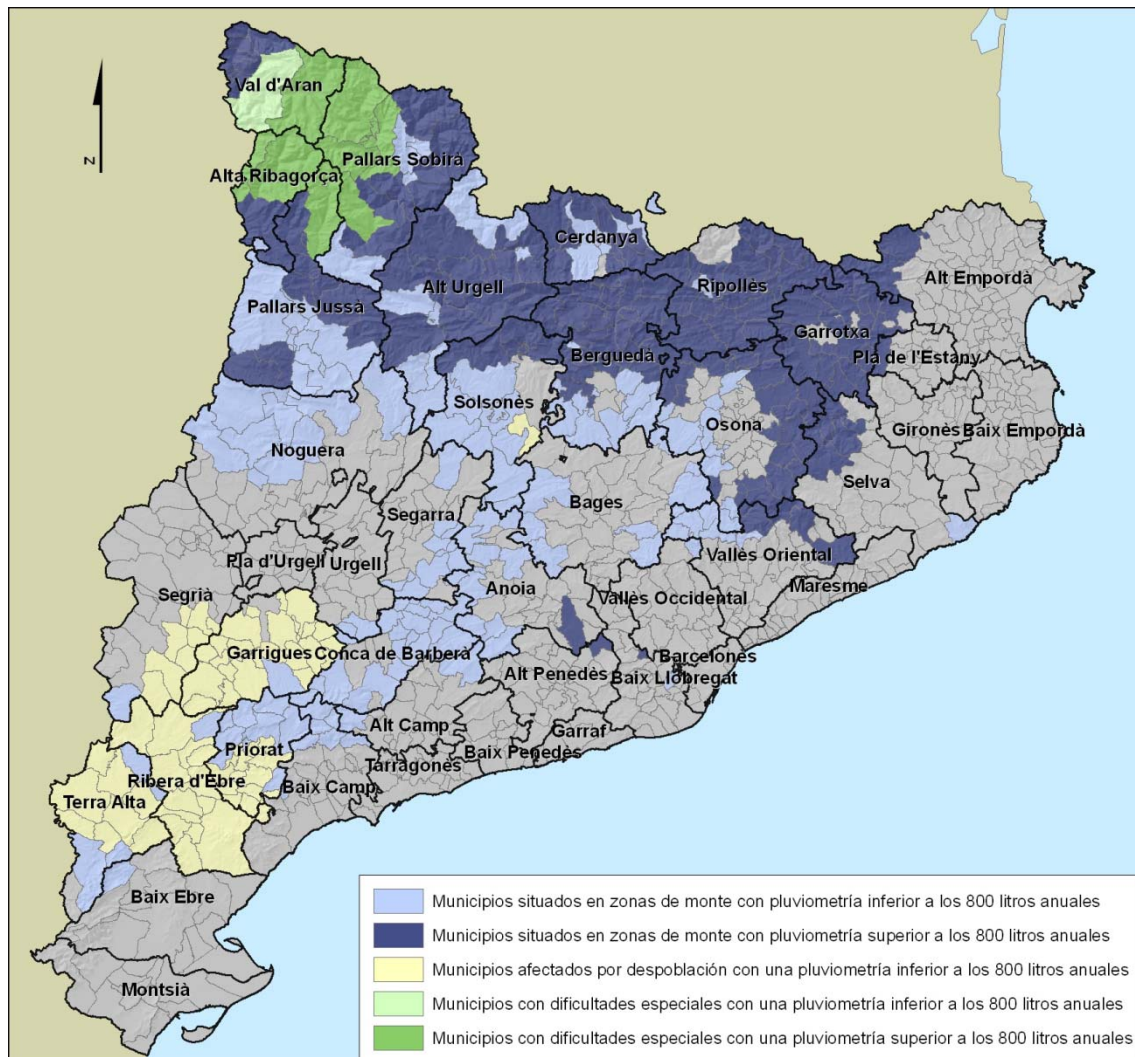 Val d'Aran
Pallars Sobirà
Alta Ribagorça
Cerdanya
Alt Empordà
Alt Urgell
Ripollès
Pallars Jussà
Garrotxa
Pla de l'Estany
Berguedà
Solsonès
Osona
Gironès
Baix Empordà
Noguera
Selva
Bages
Segarra
Vallès Oriental
Pla d'Urgell
Urgell
Maresme
Anoia
Segrià
Vallès Occidental
Garrigues
Conca de Barberà
Barcelonès
Alt Penedès
Baix Llobregat
Alt Camp
Garraf
Priorat
Baix Penedès
Tarragonès
Ribera d'Ebre
Baix Camp
Terra Alta
Baix Ebre
Montsià
N
Municipios situados en zonas de monte con pluviometría inferior a los 800 litros anuales
Municipios situados en zonas de monte con pluviometría superior a los 800 litros anuales
Municipios afectados por despoblación con una pluviometría inferior a los 800 litros anuales
Municipios con dificultades especiales con una pluviometría inferior a los 800 litros anuales
Municipios con dificultades especiales con una pluviometría superior a los 800 litros anuales